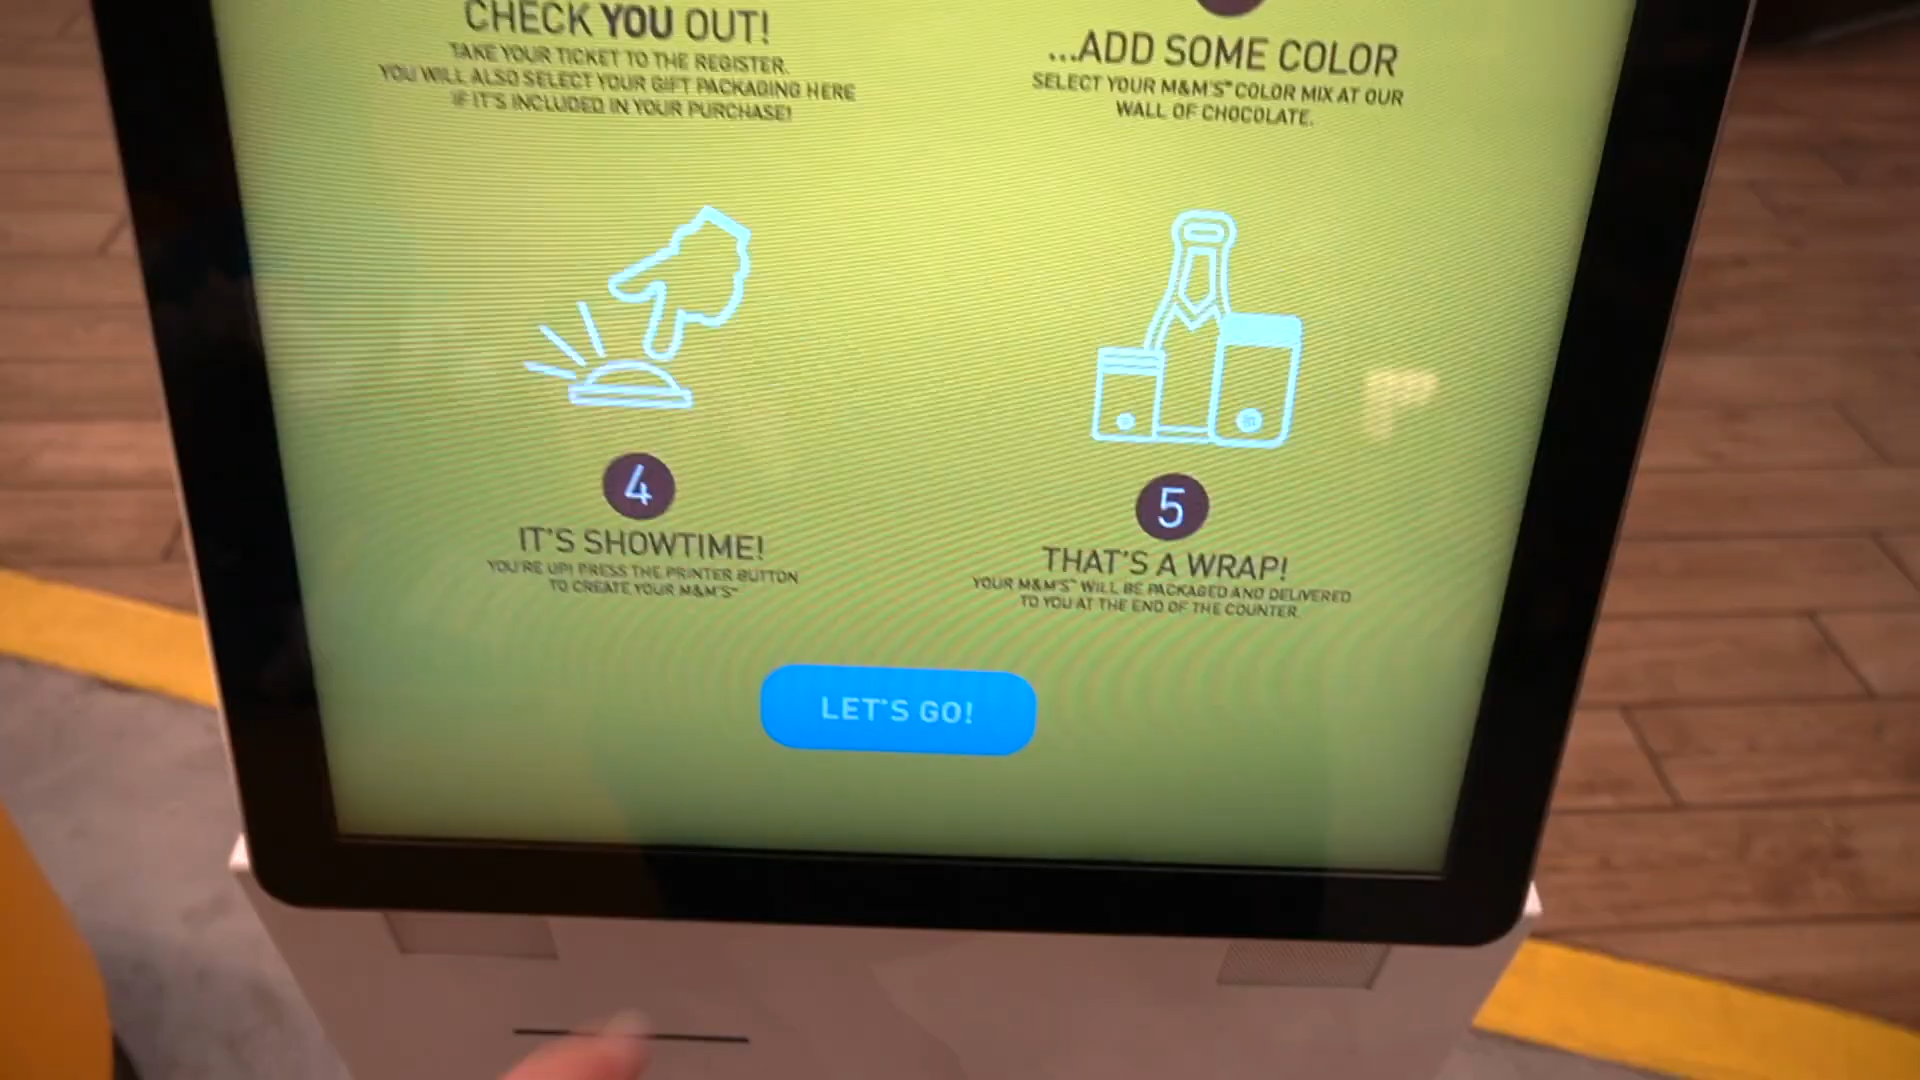 CHECK YOU OUT!
TAKE YOUR TICKET TO THE REGISTER.
YOU WILL ALSO SELECT YOUR GIFT PACKAGING HERE
IF IT'S INCLUDED IN YOUR PURCHASE!
...ADD SOME COLOR
SELECT YOUR M&M'S™ COLOR MIX AT OUR
WALL OF CHOCOLATE.
4
IT'S SHOWTIME!
YOU'RE UP! PRESS THE PRINTER BUTTON
TO CREATE YOUR M&M'S™
5
THAT'S A WRAP!
YOUR M&M'S™ WILL BE PACKAGED AND DELIVERED
TO YOU AT THE END OF THE COUNTER.
LET'S GO!